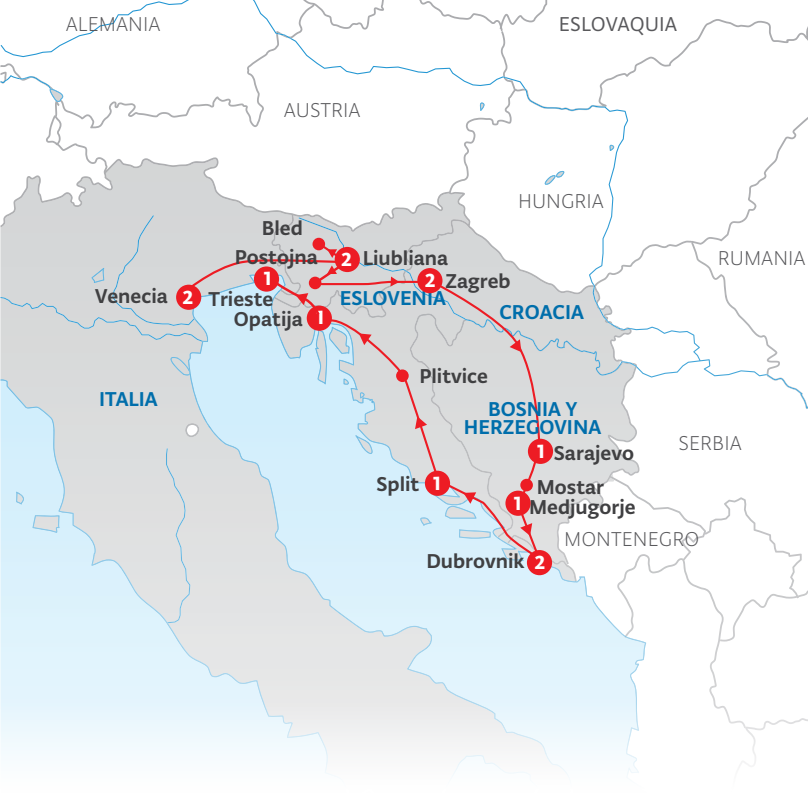 ALEMANIA
ESLOVAQUIA
AUSTRIA
HUNGRIA
Bled
Postojna
2
Liubliana
RUMANIA
1
2
Zagreb
Venecia
2
Trieste
ESLOVENIA
CROACIA
Opatija
1
Plitvice
ITALIA
BOSNIA Y
HERZEGOVINA
SERBIA
1
Sarajevo
Split
1
Mostar
1
Medjugorje
MONTENEGRO
Dubrovnik
2